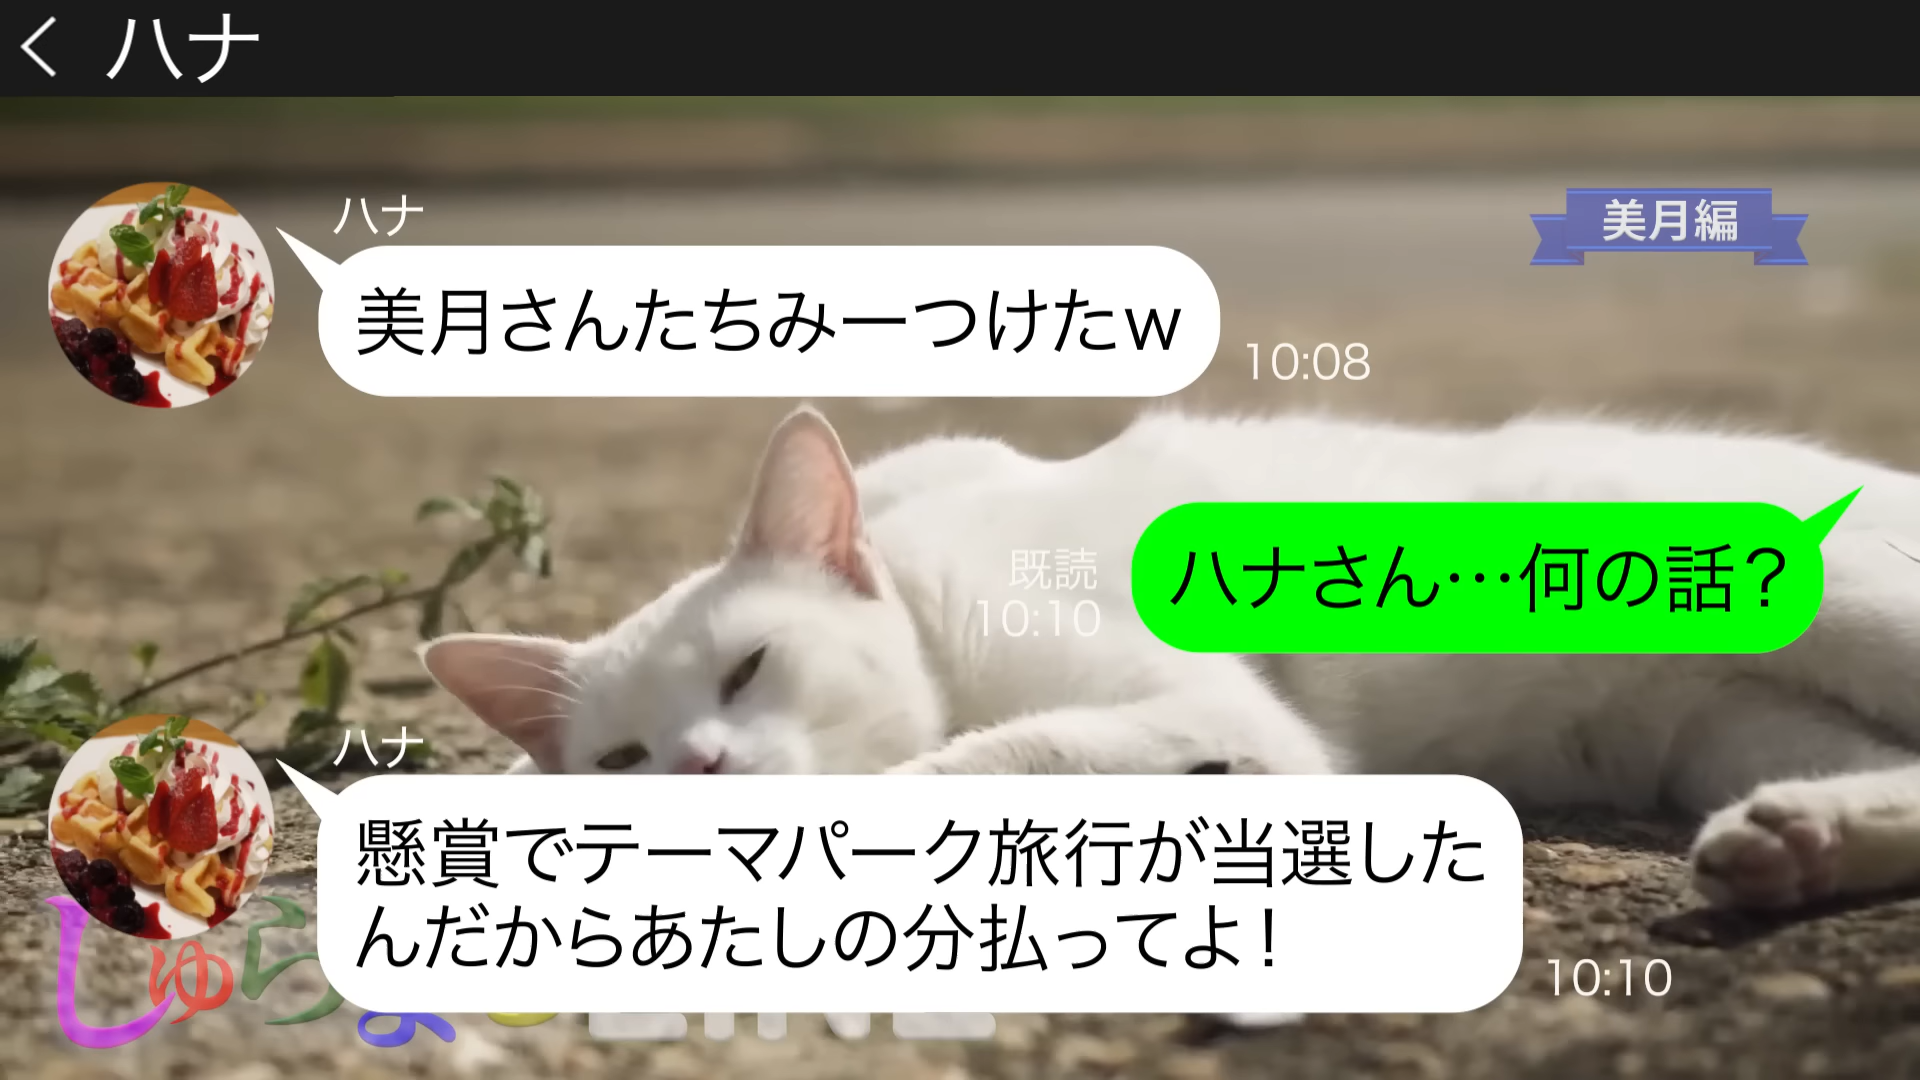 ハナ
ハナ
美月編
美月さんたちみーつけたw
10:08
既読
10:10
ハナさん…何の話？
ハナ
懸賞でテーマパーク旅行が当選した
んだからあたしの分払ってよ！
10:10
しゅら